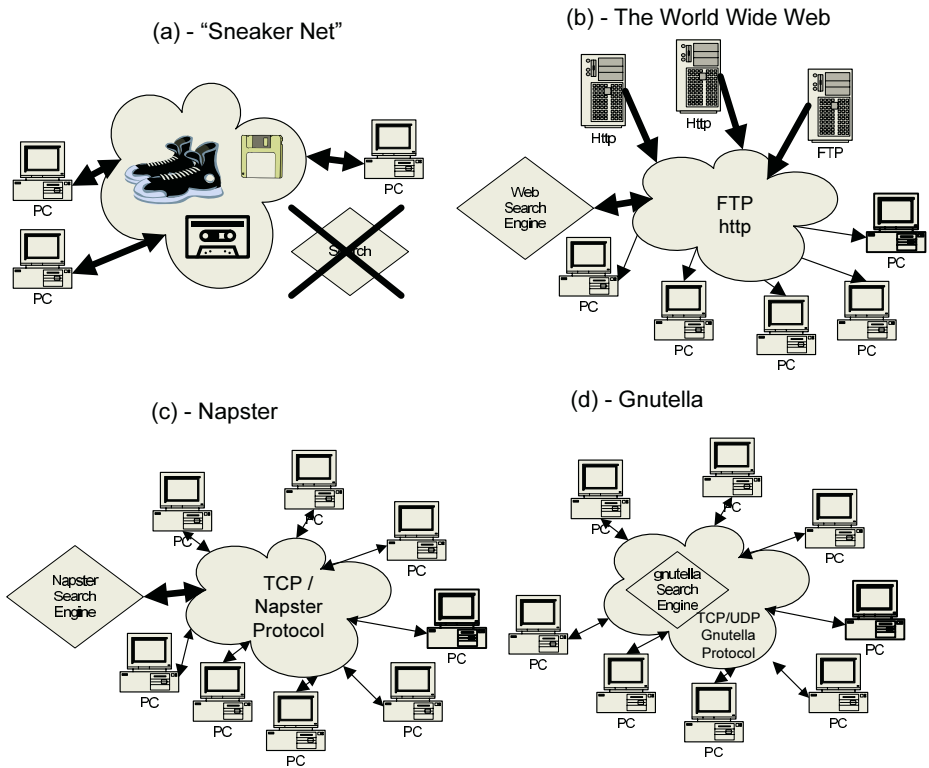 (a) - “Sneaker Net”
PC
PC
PC
Search
(b) - The World Wide Web
Http
Http
FTP
Web
Search
Engine
FTP
http
PC
PC
PC
PC
PC
(c) - Napster
PC
PC
PC
Napster
Search
Engine
TCP /
Napster
Protocol
PC
PC
PC
PC
PC
(d) - Gnutella
PC
PC
PC
gnutella
Search
Engine
TCP/UDP
Gnutella
Protocol
PC
PC
PC
PC
PC